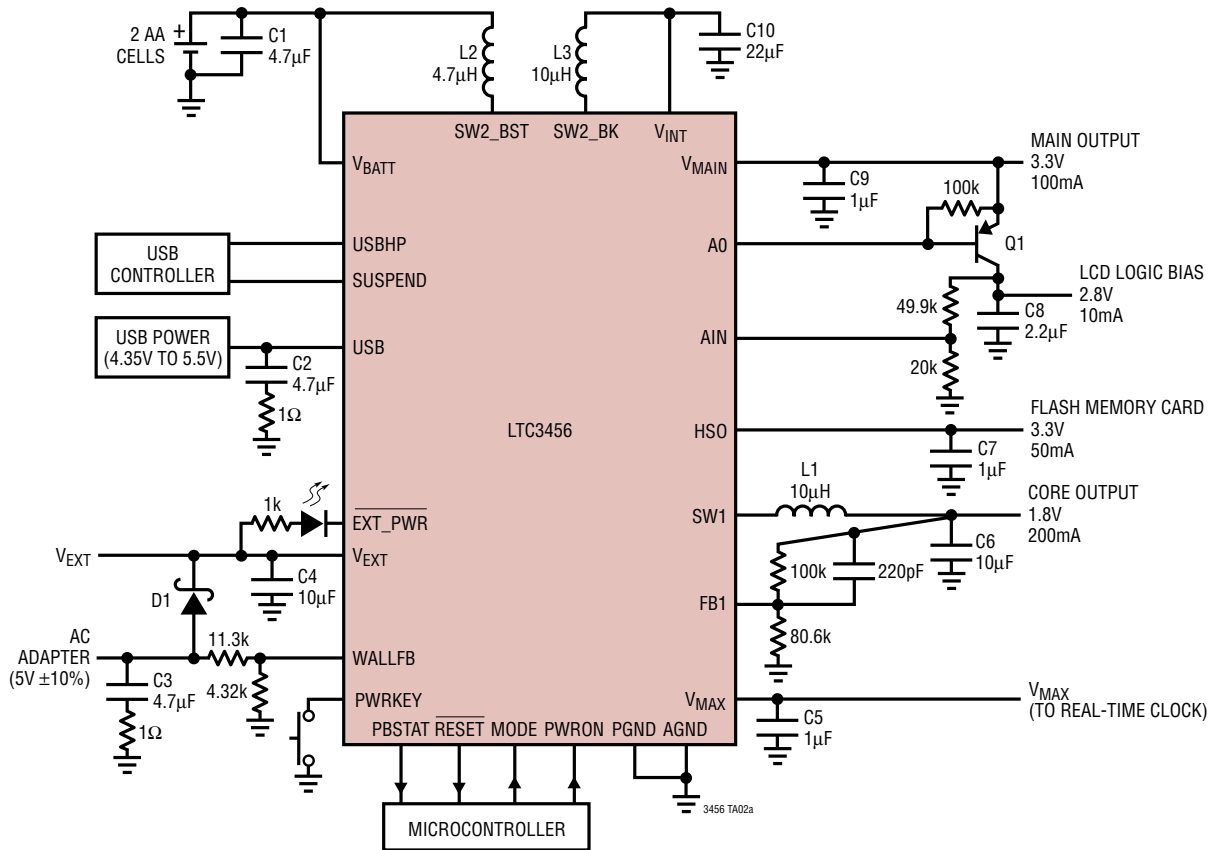 2 AA
CELLS
+
C1
4.7µF
L2
4.7µH
L3
10µH
C10
22µF
SW2_BST
SW2_BK
VINT
VBATT
VMAIN
MAIN OUTPUT
3.3V
100mA
C9
1µF
100k
USB
CONTROLLER
USBHP
SUSPEND
A0
Q1
LCD LOGIC BIAS
2.8V
10mA
49.9k
C8
2.2µF
USB POWER
(4.35V TO 5.5V)
USB
C2
4.7µF
1Ω
AIN
20k
LTC3456
HSO
FLASH MEMORY CARD
3.3V
50mA
C7
1µF
L1
10µH
1k
EXT_PWR
SW1
CORE OUTPUT
1.8V
200mA
VEXT
VEXT
C4
10µF
C6
10µF
100k
220pF
D1
FB1
80.6k
AC
ADAPTER
(5V ±10%)
11.3k
WALLFB
C3
4.7µF
4.32k
1Ω
PWRKEY
VMAX
VMAX
(TO REAL-TIME CLOCK)
C5
1µF
PBSTAT RESET MODE PWRON PGND AGND
3456 TA02a
MICROCONTROLLER